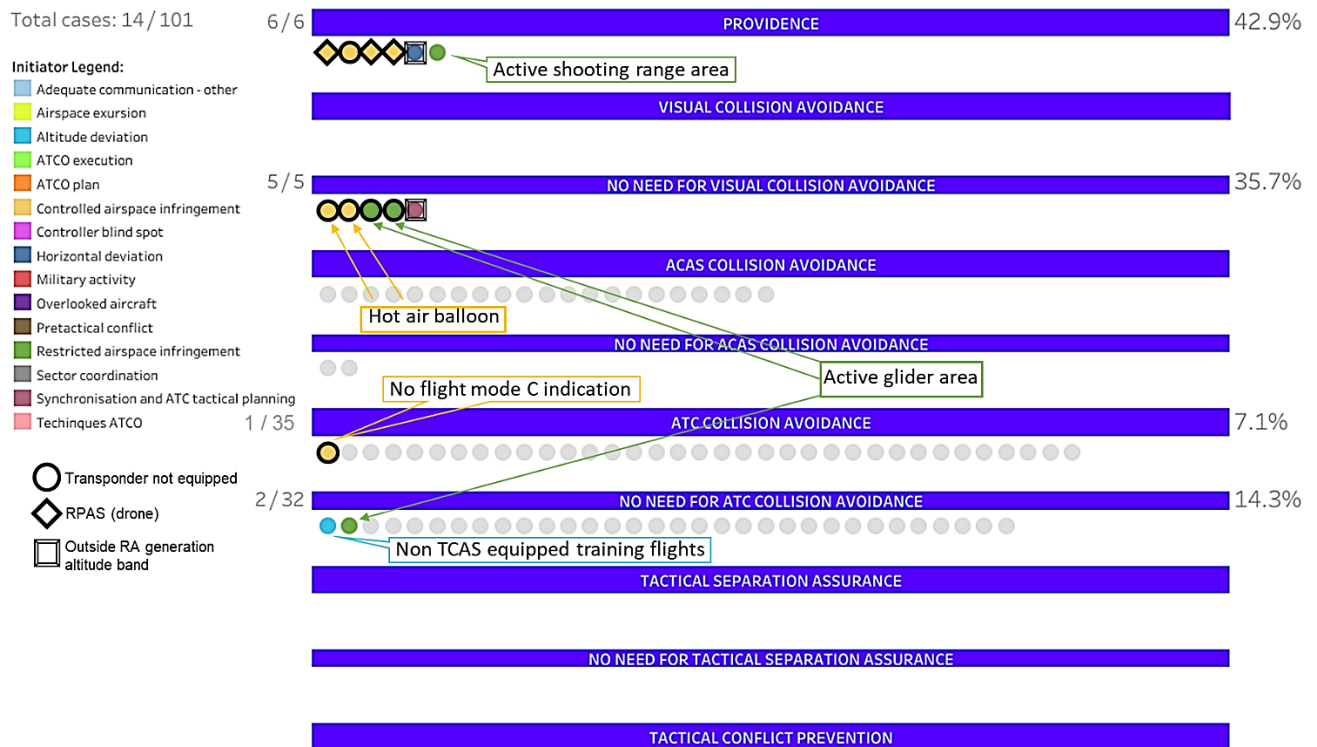 Total cases: 14 / 101
6 / 6
PROVIDENCE
42.9%
Active shooting range area
Initiator Legend:
Adequate communication - other
Airspace exursion
Altitude deviation
ATCO execution
ATCO plan
Controlled airspace infringement
Controller blind spot
Horizontal deviation
Military activity
Overlooked aircraft
Pretactical conflict
Restricted airspace infringement
Sector coordination
Synchronisation and ATC tactical planning
Techinques ATCO
Transponder not equipped
RPAS (drone)
Outside RA generation
altitude band
VISUAL COLLISION AVOIDANCE
5 / 5
NO NEED FOR VISUAL COLLISION AVOIDANCE
35.7%
ACAS COLLISION AVOIDANCE
Hot air balloon
NO NEED FOR ACAS COLLISION AVOIDANCE
Active glider area
No flight mode C indication
1 / 35
ATC COLLISION AVOIDANCE
7.1%
2 / 32
NO NEED FOR ATC COLLISION AVOIDANCE
14.3%
Non TCAS equipped training flights
TACTICAL SEPARATION ASSURANCE
NO NEED FOR TACTICAL SEPARATION ASSURANCE
TACTICAL CONFLICT PREVENTION